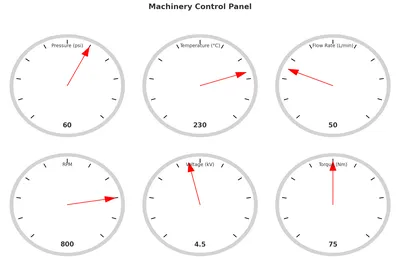 Machinery Control Panel
Pressure (psi)
Temperature (°C)
Flow Rate (L/min)
60
230
50
RPM
Voltage (kV)
Torque (Nm)
800
4.5
75